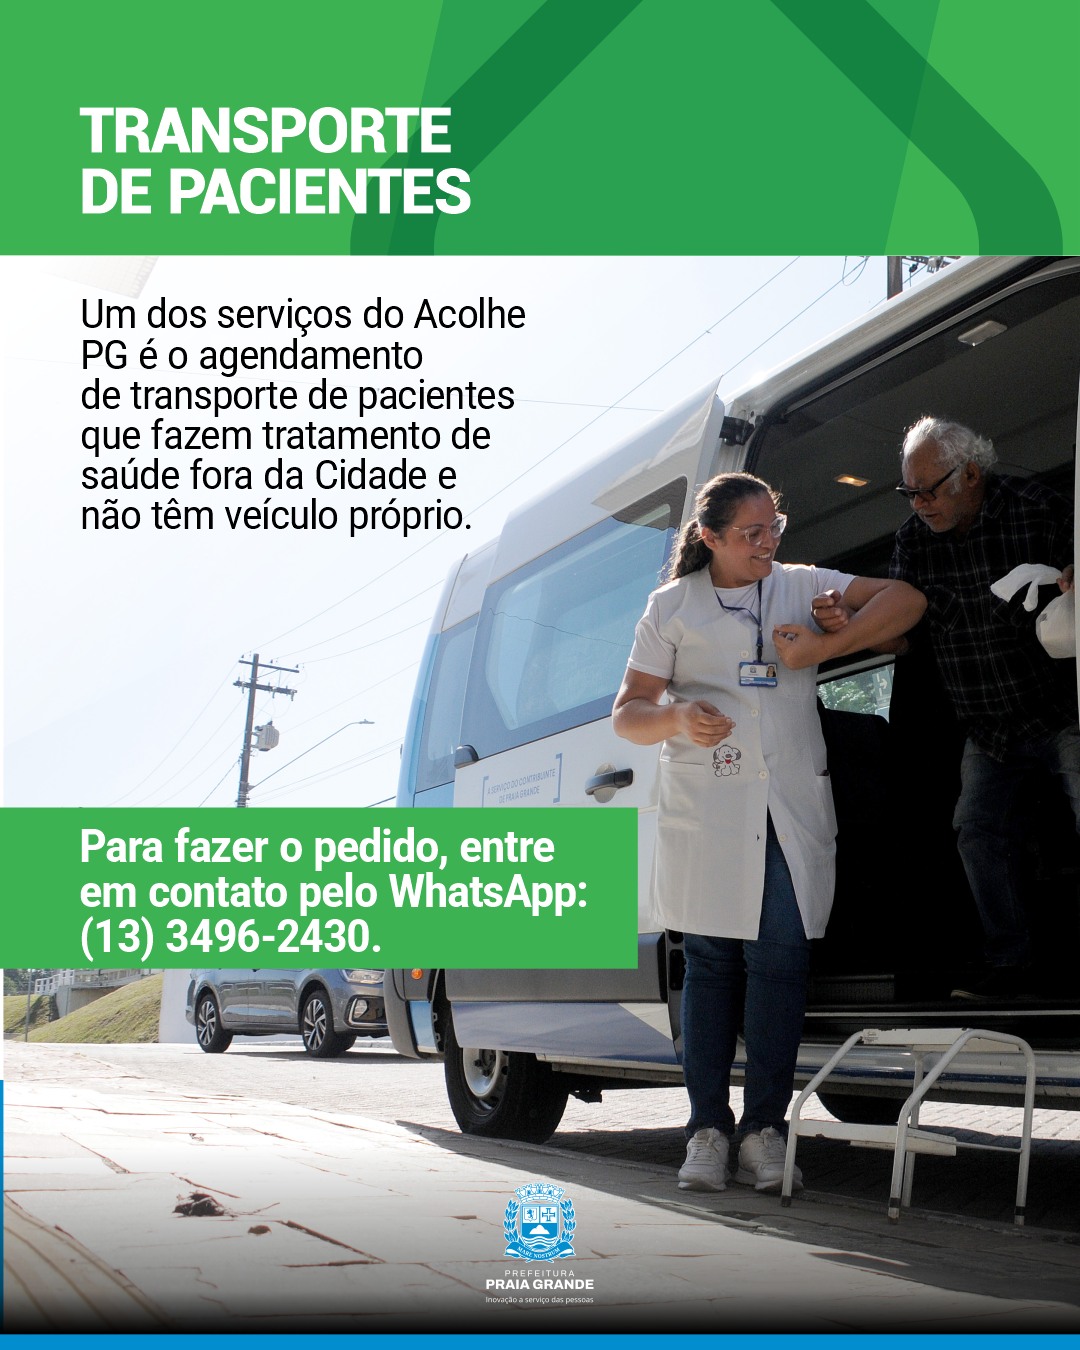 TRANSPORTE
DE PACIENTES
Um dos serviços do Acolhe
PG é o agendamento
de transporte de pacientes
que fazem tratamento de
saúde fora da Cidade e
não têm veículo próprio.
A SERVIÇO DO CONTRIBUINTE
DE PRAIA GRANDE
Para fazer o pedido, entre
em contato pelo WhatsApp:
(13) 3496-2430.
MARE NOSTRUM
PREFEITURA
PRAIA GRANDE
Inovação a serviço das pessoas